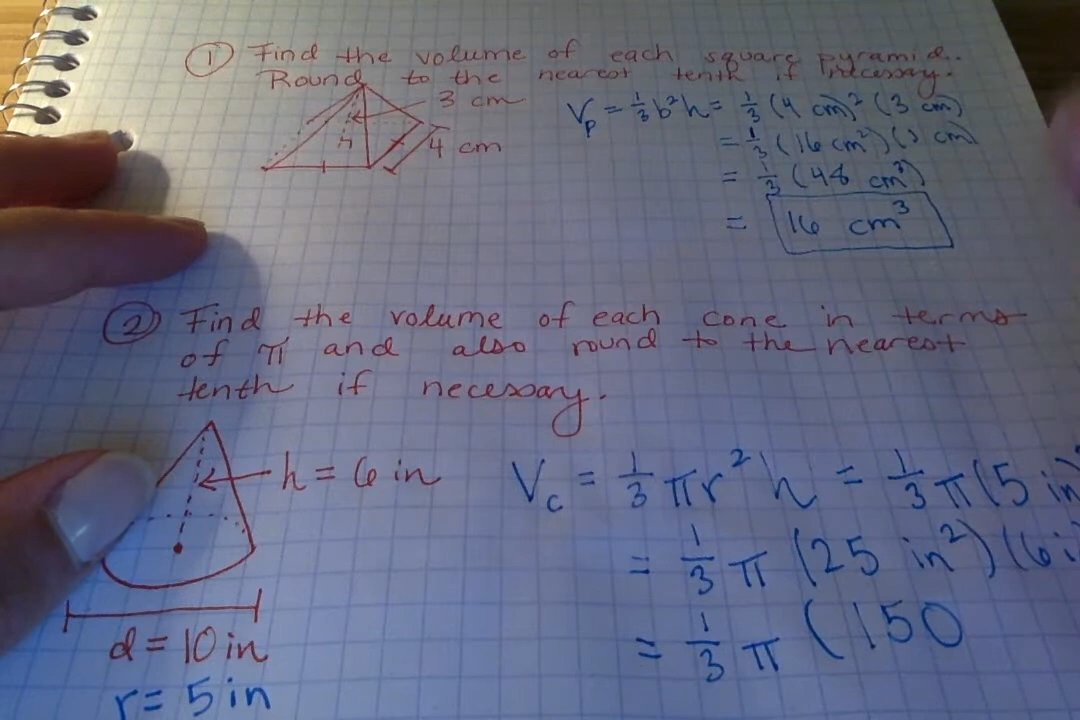 ① Find the volume of each square pyramid.
Round to the nearest tenth if necessary.
3 cm
4 cm
Vₚ = ⅓b²h = ⅓(4 cm)²(3 cm)
= ⅓(16 cm²)(3 cm)
= ⅓(48 cm³)
= 16 cm³
② Find the volume of each cone in terms
of π and also round to the nearest
tenth if necessary.
h = 6 in
d = 10 in
r = 5 in
V꜀ = ⅓πr²h = ⅓π(5 in
= ⅓π(25 in²)(6 i
= ⅓π(150